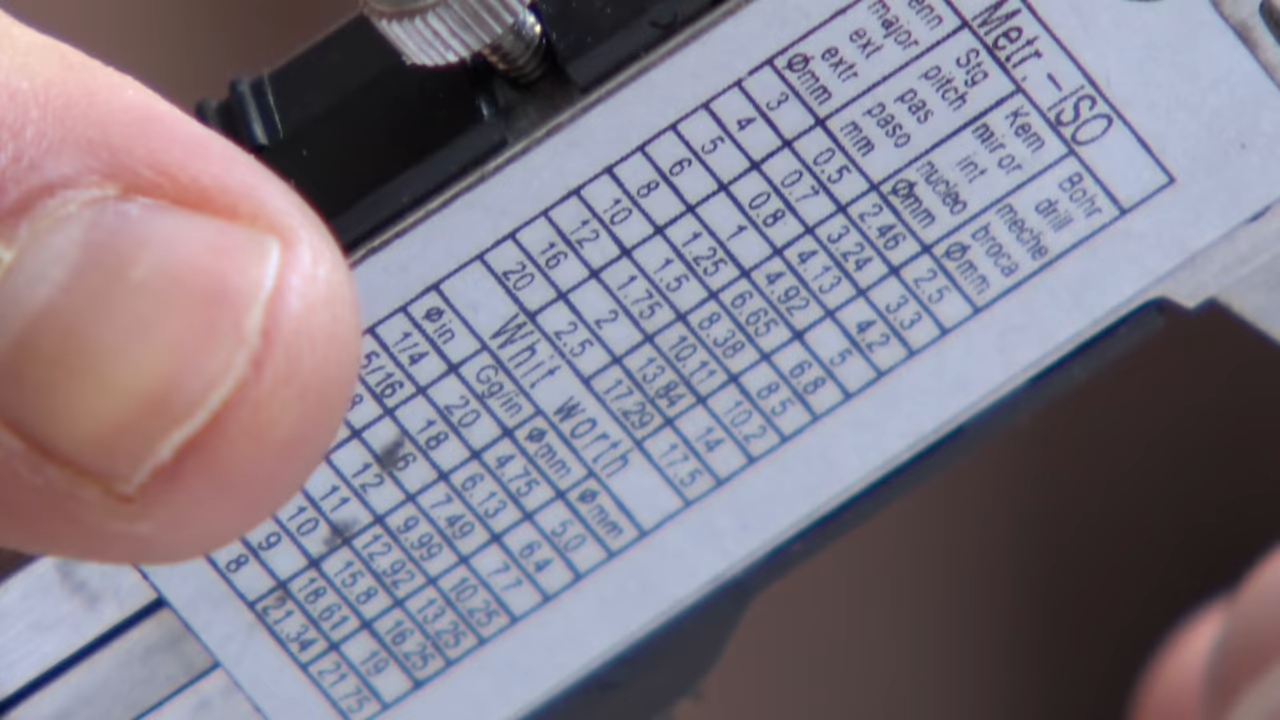 Metr.-ISO
enn Stg Kern Bohr
major pitch minor drill
ext pas int meche
extr paso nucleo broca
Ømm mm Ømm Ømm
3 0.5 2.46 2.5
4 0.7 3.24 3.3
5 0.8 4.13 4.2
6 1 4.92 5
8 1.25 6.65 6.8
10 1.5 8.38 8.5
12 1.75 10.11 10.2
16 2 13.84 14
20 2.5 17.29 17.5
Whit worth
Øin Gg/in Ømm Ømm
1/4 20 4.75 5.0
5/16 18 6.13 6.4
8 16 7.49 7.7
12 9.99 10.25
11 12.92 13.25
10 15.8 16.25
9 18.61 19
8 21.34 21.75